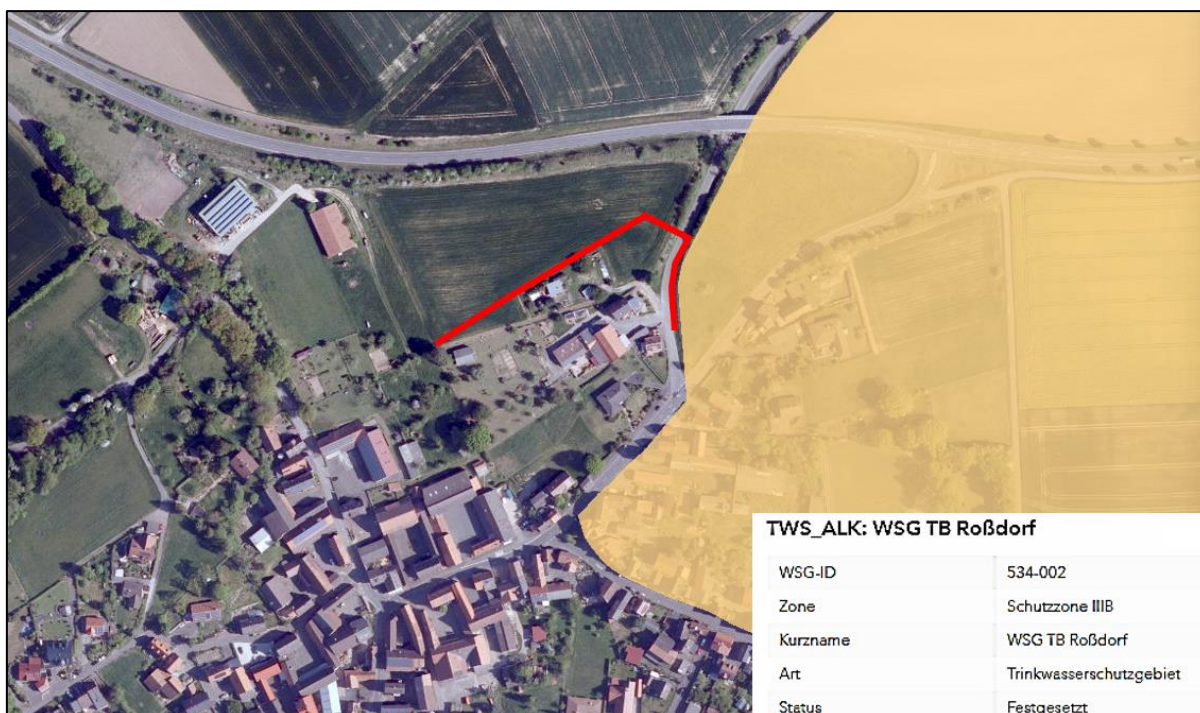 TWS_ALK: WSG TB Roßdorf
WSG-ID 534-002
Zone Schutzzone IIIB
Kurzname WSG TB Roßdorf
Art Trinkwasserschutzgebiet
Status Festgesetzt